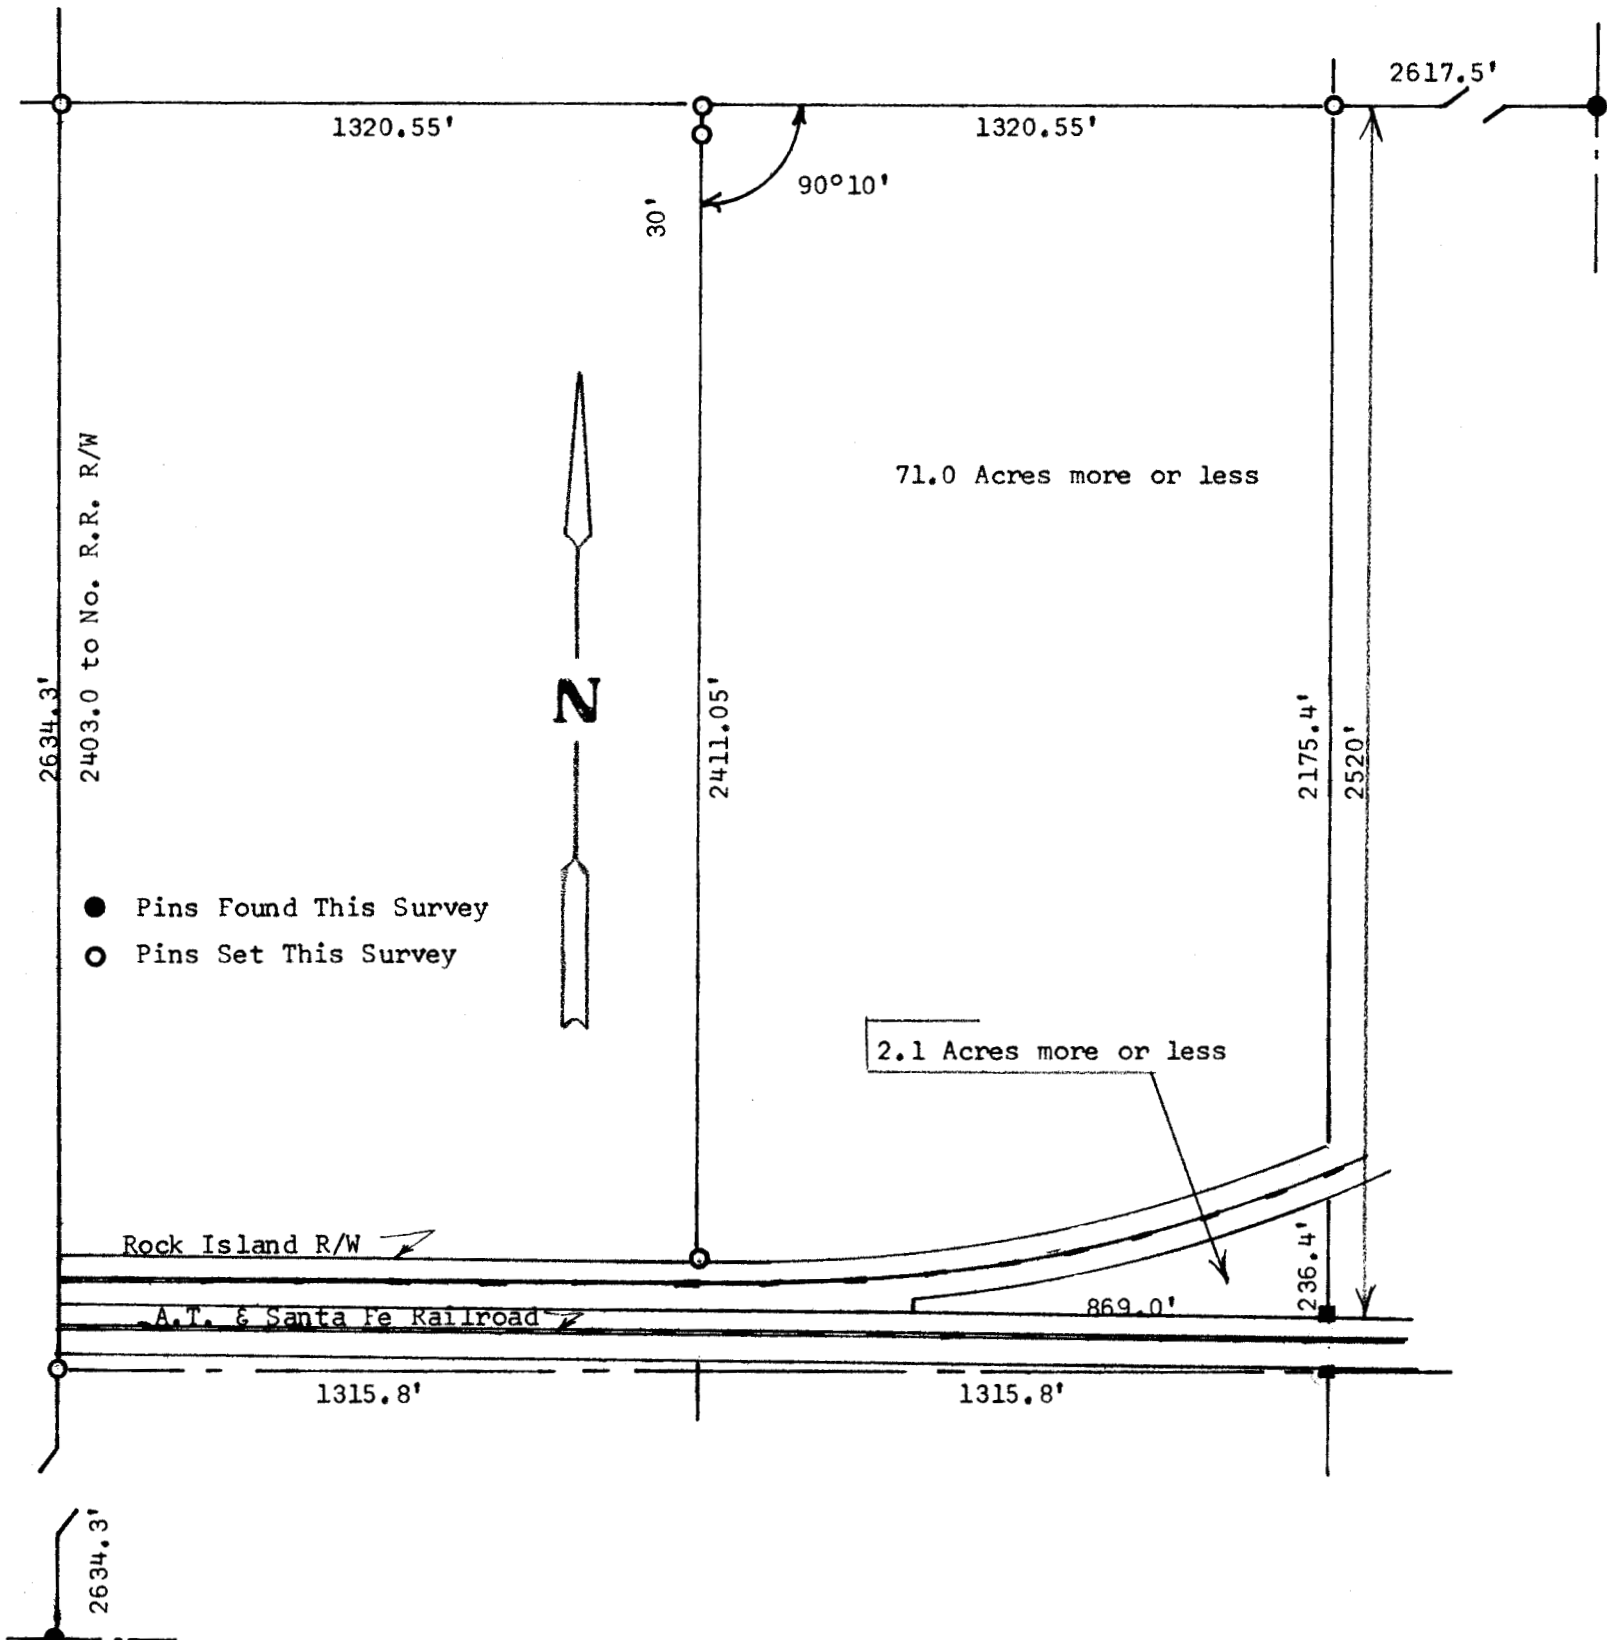 2617.5'
1320.55'
1320.55'
90°10'
30'
2403.0 to No. R.R. R/W
71.0 Acres more or less
2634.3'
N
2411.05'
2175.4'
2520'
Pins Found This Survey
Pins Set This Survey
2.1 Acres more or less
Rock Island R/W
236.4'
A.T. & Santa Fe Railroad
869.0'
1315.8'
1315.8'
2634.3'